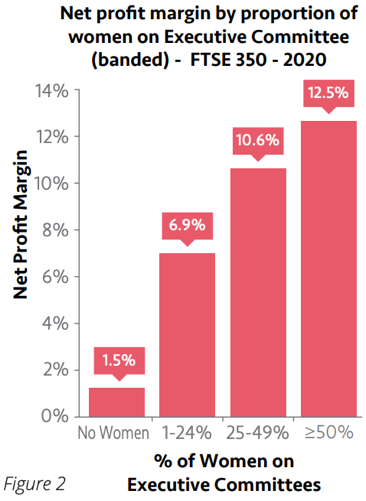 Net profit margin by proportion of
women on Executive Committee
(banded) - FTSE 350 - 2020
14%
12%
10%
8%
6%
4%
2%
0%
Net Profit Margin
1.5%
6.9%
10.6%
12.5%
No Women 1-24% 25-49% ≥50%
% of Women on
Executive Committees
Figure 2